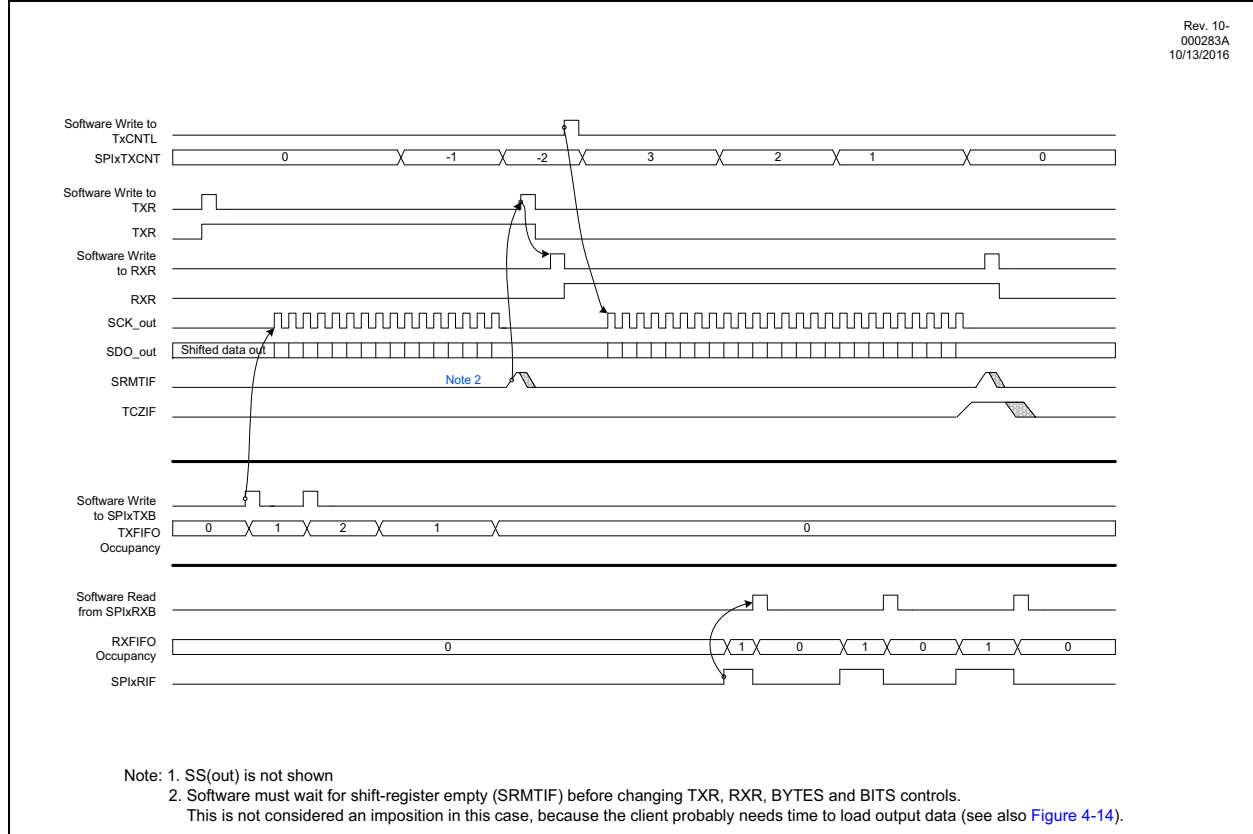 Rev. 10-
000283A
10/13/2016
Software Write to
TxCNTL
SPIxTXCNT
0 -1 -2 3 2 1 0
Software Write to
TXR
TXR
Software Write
to RXR
RXR
SCK_out
SDO_out
Shifted data out
SRMTIF
Note 2
TCZIF
Software Write
to SPIxTXB
TXFIFO
Occupancy
0 1 2 1 0
Software Read
from SPIxRXB
RXFIFO
Occupancy
0 1 0 1 0 1 0
SPIxRIF
Note: 1. SS(out) is not shown
2. Software must wait for shift-register empty (SRMTIF) before changing TXR, RXR, BYTES and BITS controls.
This is not considered an imposition in this case, because the client probably needs time to load output data (see also Figure 4-14).